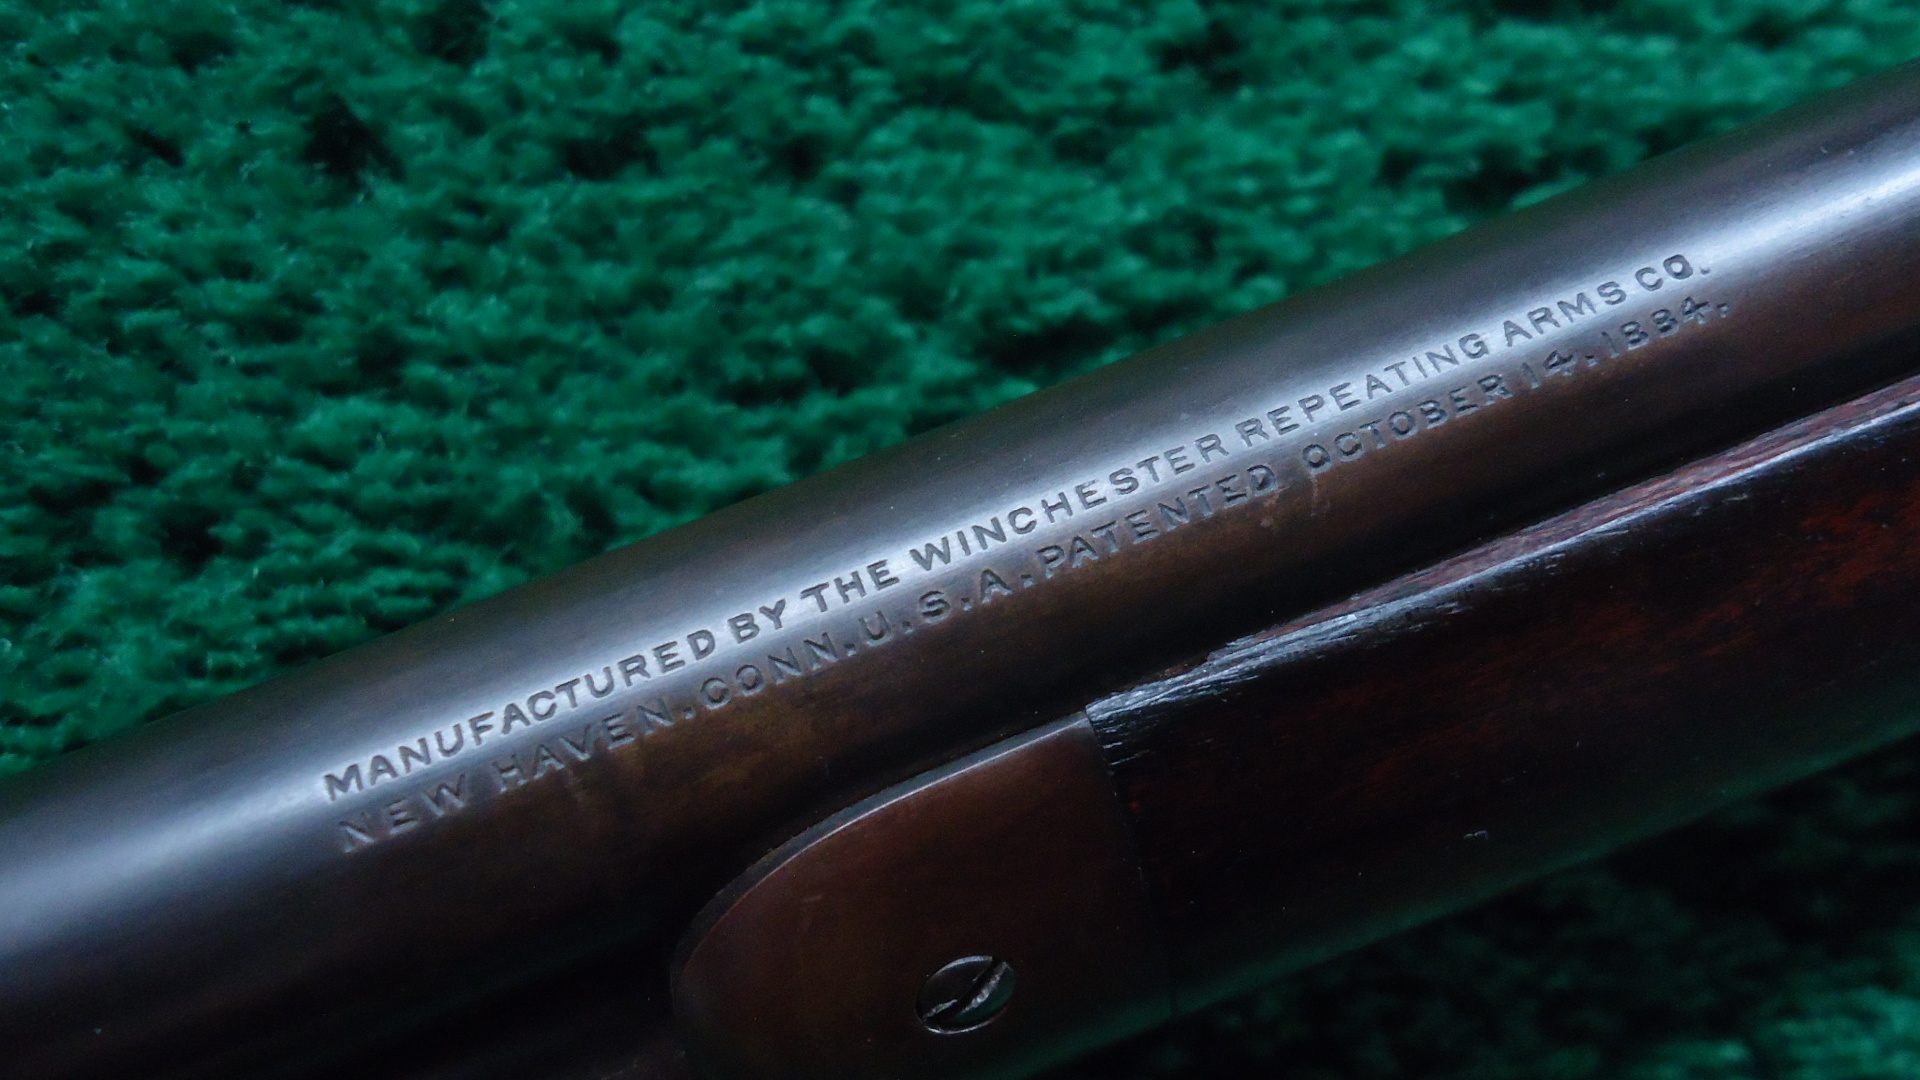 MANUFACTURED BY THE WINCHESTER REPEATING ARMS CO.
NEW HAVEN. CONN. U.S.A. PATENTED OCTOBER 14. 1884.